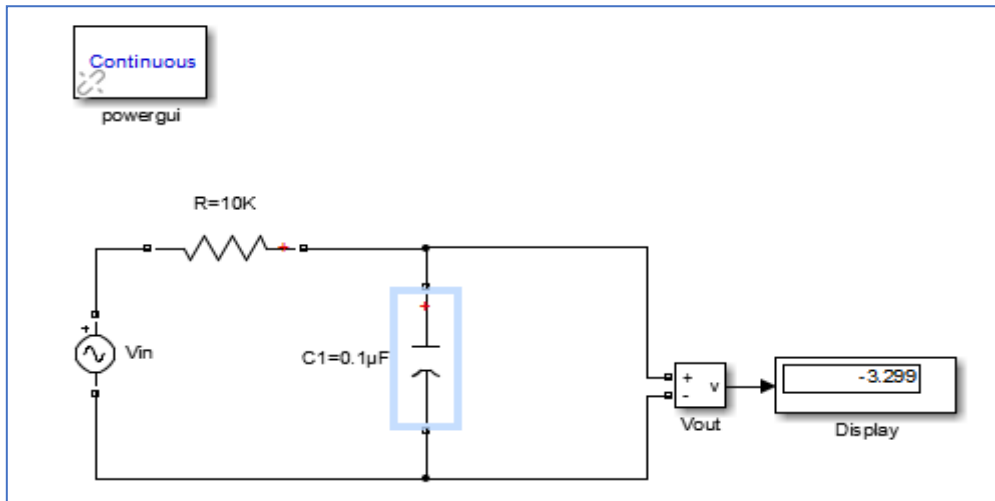 Continuous
powergui
R=10K
+
+
+
Vin
C1=0.1µF
+
-
v
Vout
-3.299
Display